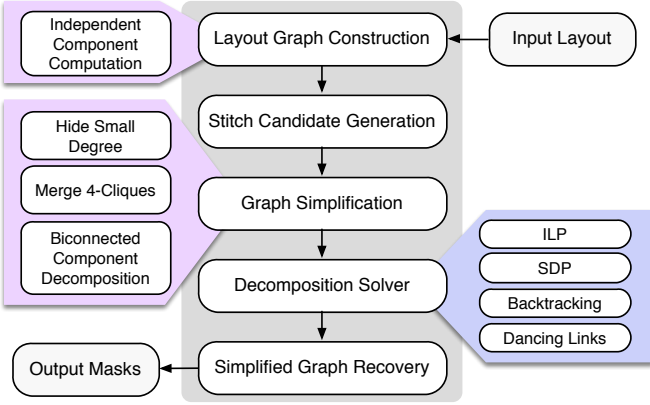 Independent
Component
Computation
Layout Graph Construction
Input Layout
Stitch Candidate Generation
Hide Small
Degree
Merge 4-Cliques
Biconnected
Component
Decomposition
Graph Simplification
Decomposition Solver
ILP
SDP
Backtracking
Dancing Links
Output Masks
Simplified Graph Recovery